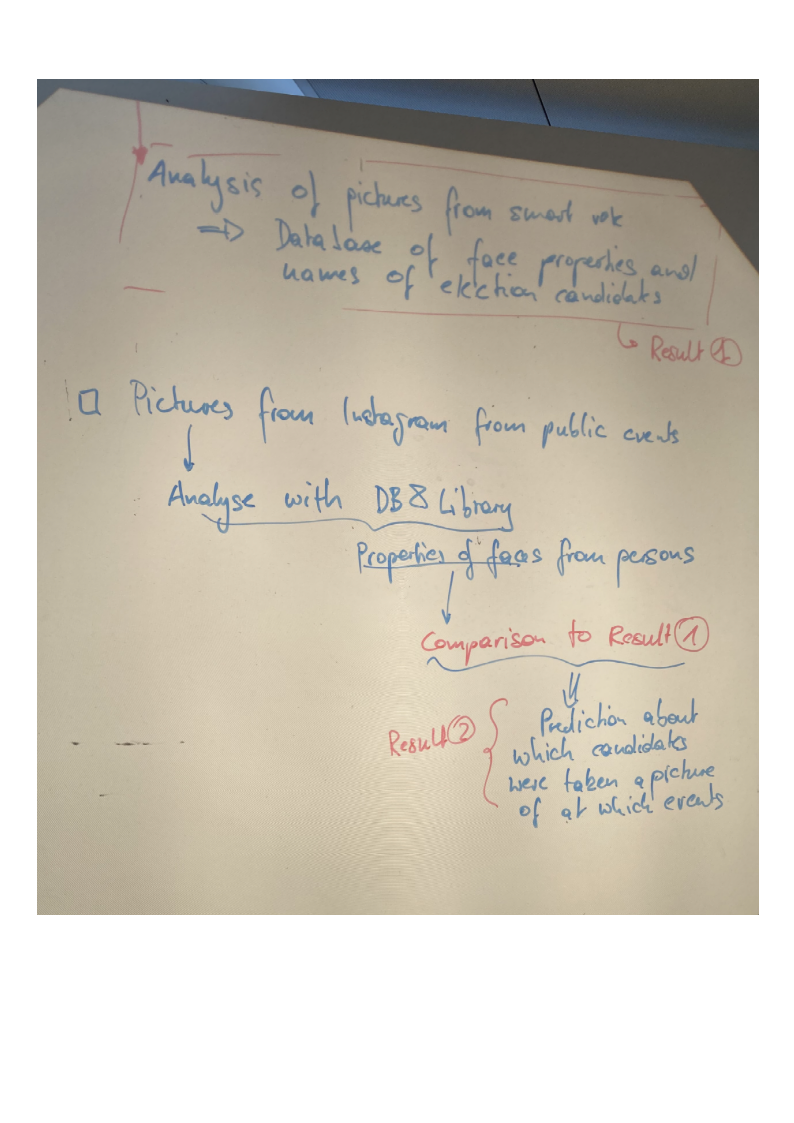 Analysis of pictures from smart vote
⇒ Database of face properties and
names of election candidats
↳ Result ①
□ Pictures from Instagram from public events
↓
Analyse with DB & Library
Properties of faces from persons
↓
Comparison to Result ①
⇓
Result ②
Prediction about
which candidats
were taken a picture
of at which events